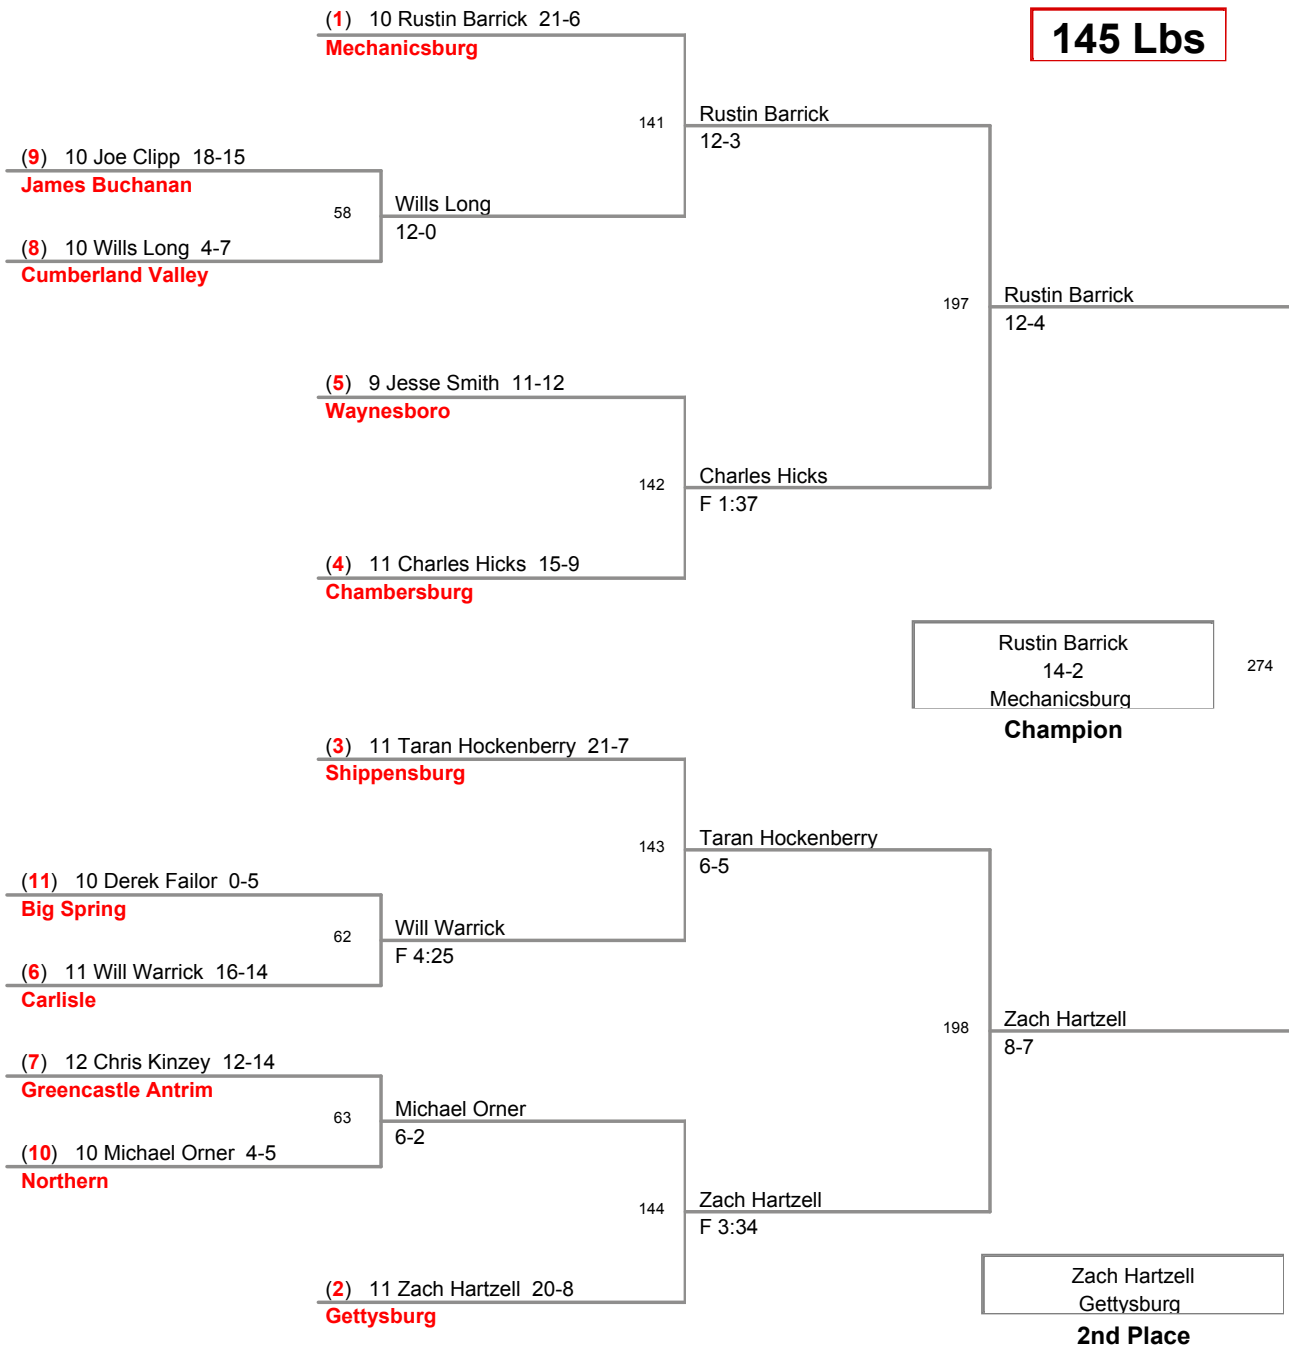 (1) 10 Rustin Barrick 21-6
Mechanicsburg
145 Lbs
141
Rustin Barrick
12-3
(9) 10 Joe Clipp 18-15
James Buchanan
58
Wills Long
12-0
(8) 10 Wills Long 4-7
Cumberland Valley
197
Rustin Barrick
12-4
(5) 9 Jesse Smith 11-12
Waynesboro
142
Charles Hicks
F 1:37
(4) 11 Charles Hicks 15-9
Chambersburg
Rustin Barrick
14-2
Mechanicsburg
274
Champion
(3) 11 Taran Hockenberry 21-7
Shippensburg
143
Taran Hockenberry
6-5
(11) 10 Derek Failor 0-5
Big Spring
62
Will Warrick
F 4:25
(6) 11 Will Warrick 16-14
Carlisle
198
Zach Hartzell
8-7
(7) 12 Chris Kinzey 12-14
Greencastle Antrim
63
Michael Orner
6-2
(10) 10 Michael Orner 4-5
Northern
144
Zach Hartzell
F 3:34
(2) 11 Zach Hartzell 20-8
Gettysburg
Zach Hartzell
Gettysburg
2nd Place